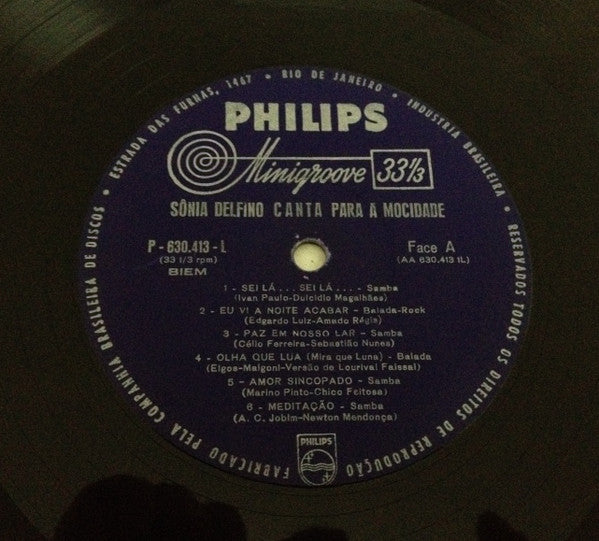 FABRICADO PELA COMPANHIA BRASILEIRA DE DISCOS • ESTRADA DAS FURNAS, 1467 • RIO DE JANEIRO • INDUSTRIA BRASILEIRA • RESERVADOS TODOS OS DIREITOS DE REPRODUÇÃO
PHILIPS
Minigroove 33⅓
SÔNIA DELFINO CANTA PARA A MOCIDADE
P - 630.413 - L
(33 1/3 rpm)
BIEM
Face A
(AA 630.413 1L)
1 - SEI LÁ . . . SEI LÁ . . . - Samba
(Ivan Paulo-Dulcidio Magalhães)
2 - EU VI A NOITE ACABAR - Balada-Rock
(Edgardo Luiz-Amado Régis)
3 - PAZ EM NOSSO LAR - Samba
(Célio Ferreira-Sebastião Nunes)
4 - OLHA QUE LUA (Mira que Luna) - Balada
(Elgos-Malgoni-Versão de Lourival Faissal)
5 - AMOR SINCOPADO - Samba
(Marino Pinto-Chico Feitosa)
6 - MEDITAÇÃO - Samba
(A. C. Jobim-Newton Mendonça)
PHILIPS